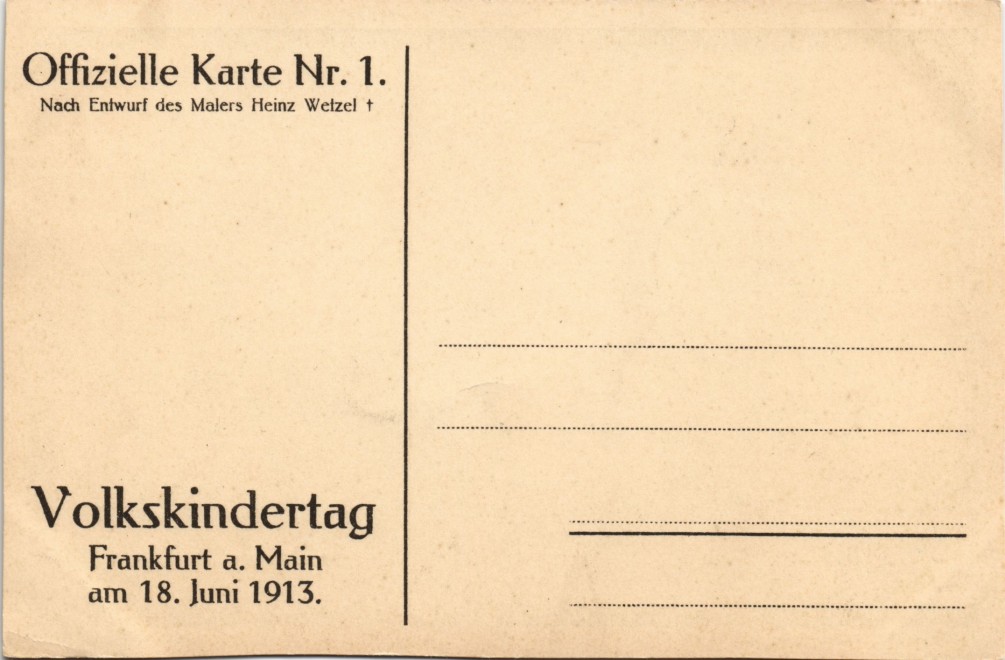 Offizielle Karte Nr. 1.
Nach Entwurf des Malers Heinz Wetzel †
Volkskindertag
Frankfurt a. Main
am 18. Juni 1913.